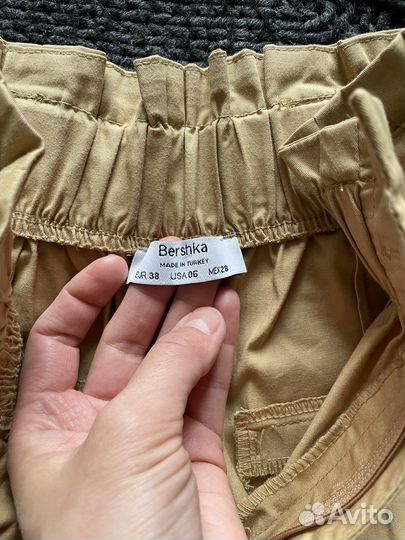 Bershka
MADE IN TURKEY
EUR 38 USA 06 MEX 28
Avito